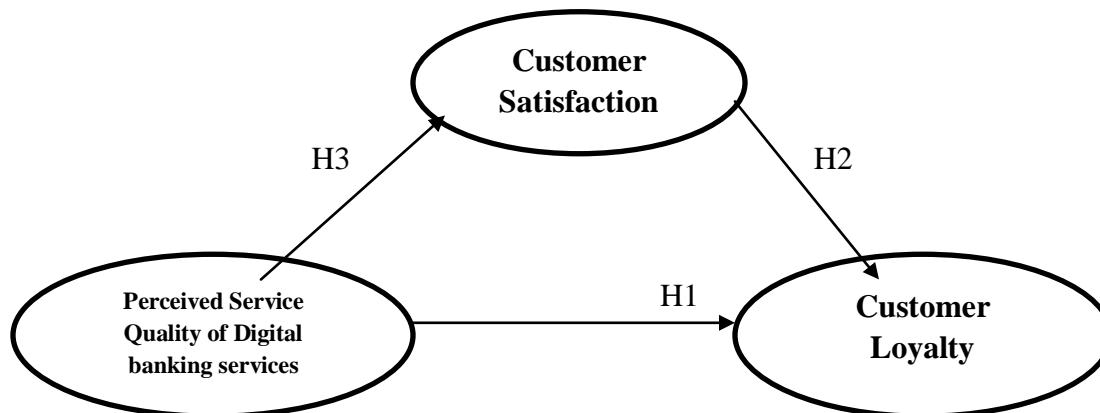 Customer
Satisfaction
H3
H2
Perceived Service
Quality of Digital
banking services
H1
Customer
Loyalty